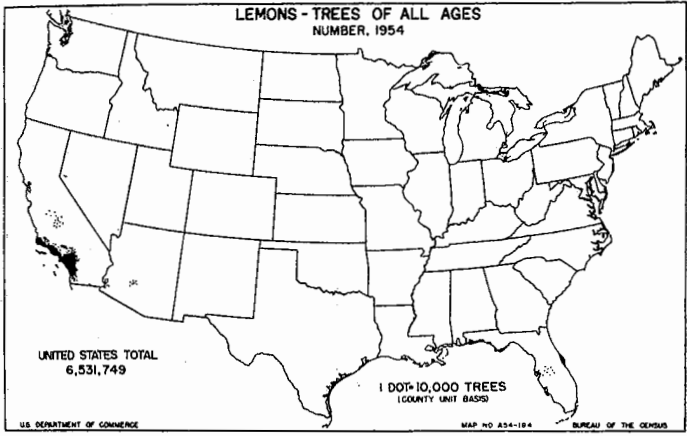 LEMONS - TREES OF ALL AGES
NUMBER, 1954
UNITED STATES TOTAL
6,531,749
1 DOT=10,000 TREES
(COUNTY UNIT BASIS)
U.S. DEPARTMENT OF COMMERCE
MAP NO A54-184
BUREAU OF THE CENSUS